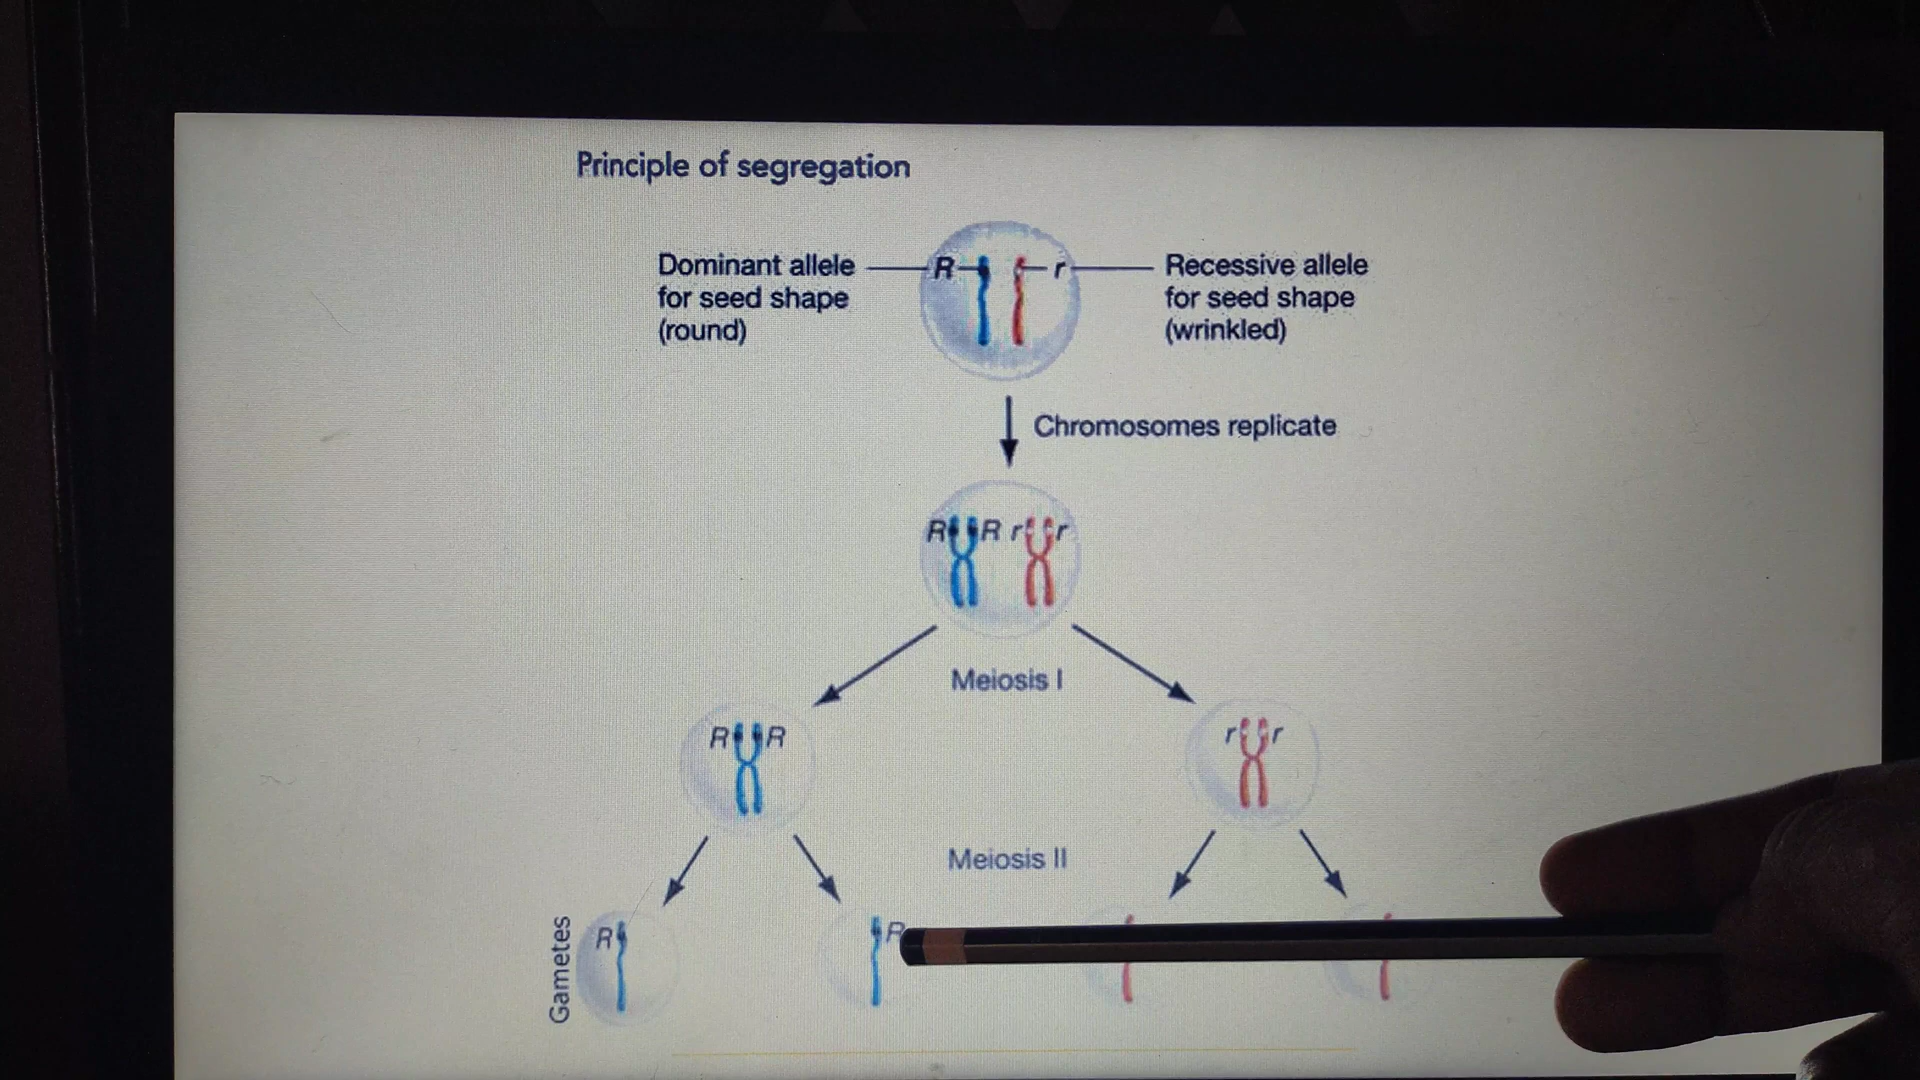 Principle of segregation
Dominant allele
for seed shape
(round)
R
r
Recessive allele
for seed shape
(wrinkled)
Chromosomes replicate
R R r r
Meiosis I
R R
r r
Meiosis II
Gametes
R
R